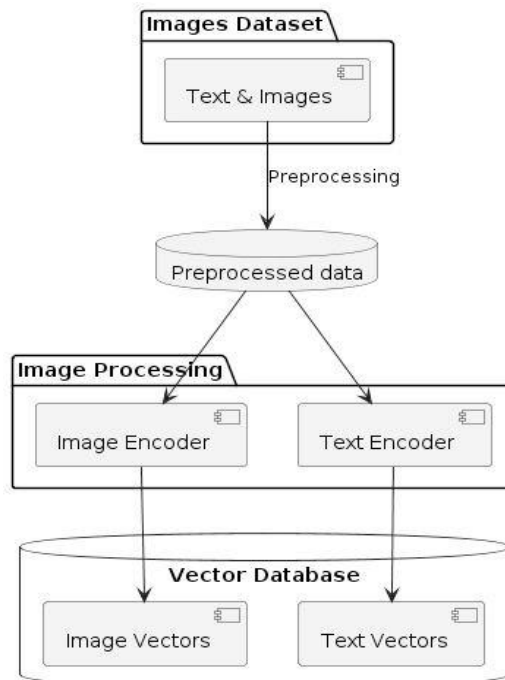 Images Dataset
Text & Images
Preprocessing
Preprocessed data
Image Processing
Image Encoder
Text Encoder
Vector Database
Image Vectors
Text Vectors